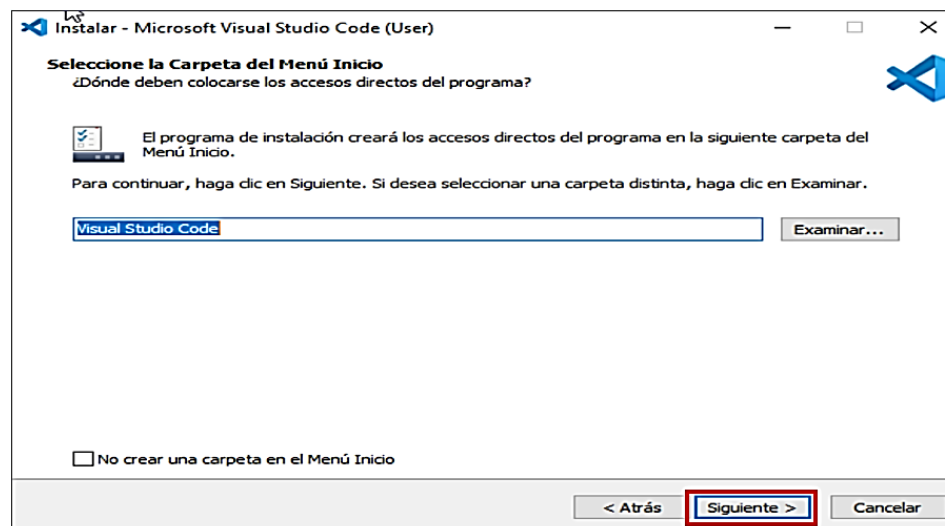 Instalar - Microsoft Visual Studio Code (User)
Seleccione la Carpeta del Menú Inicio
¿Dónde deben colocarse los accesos directos del programa?
El programa de instalación creará los accesos directos del programa en la siguiente carpeta del
Menú Inicio.
Para continuar, haga clic en Siguiente. Si desea seleccionar una carpeta distinta, haga clic en Examinar.
Visual Studio Code
Examinar...
No crear una carpeta en el Menú Inicio
< Atrás
Siguiente >
Cancelar